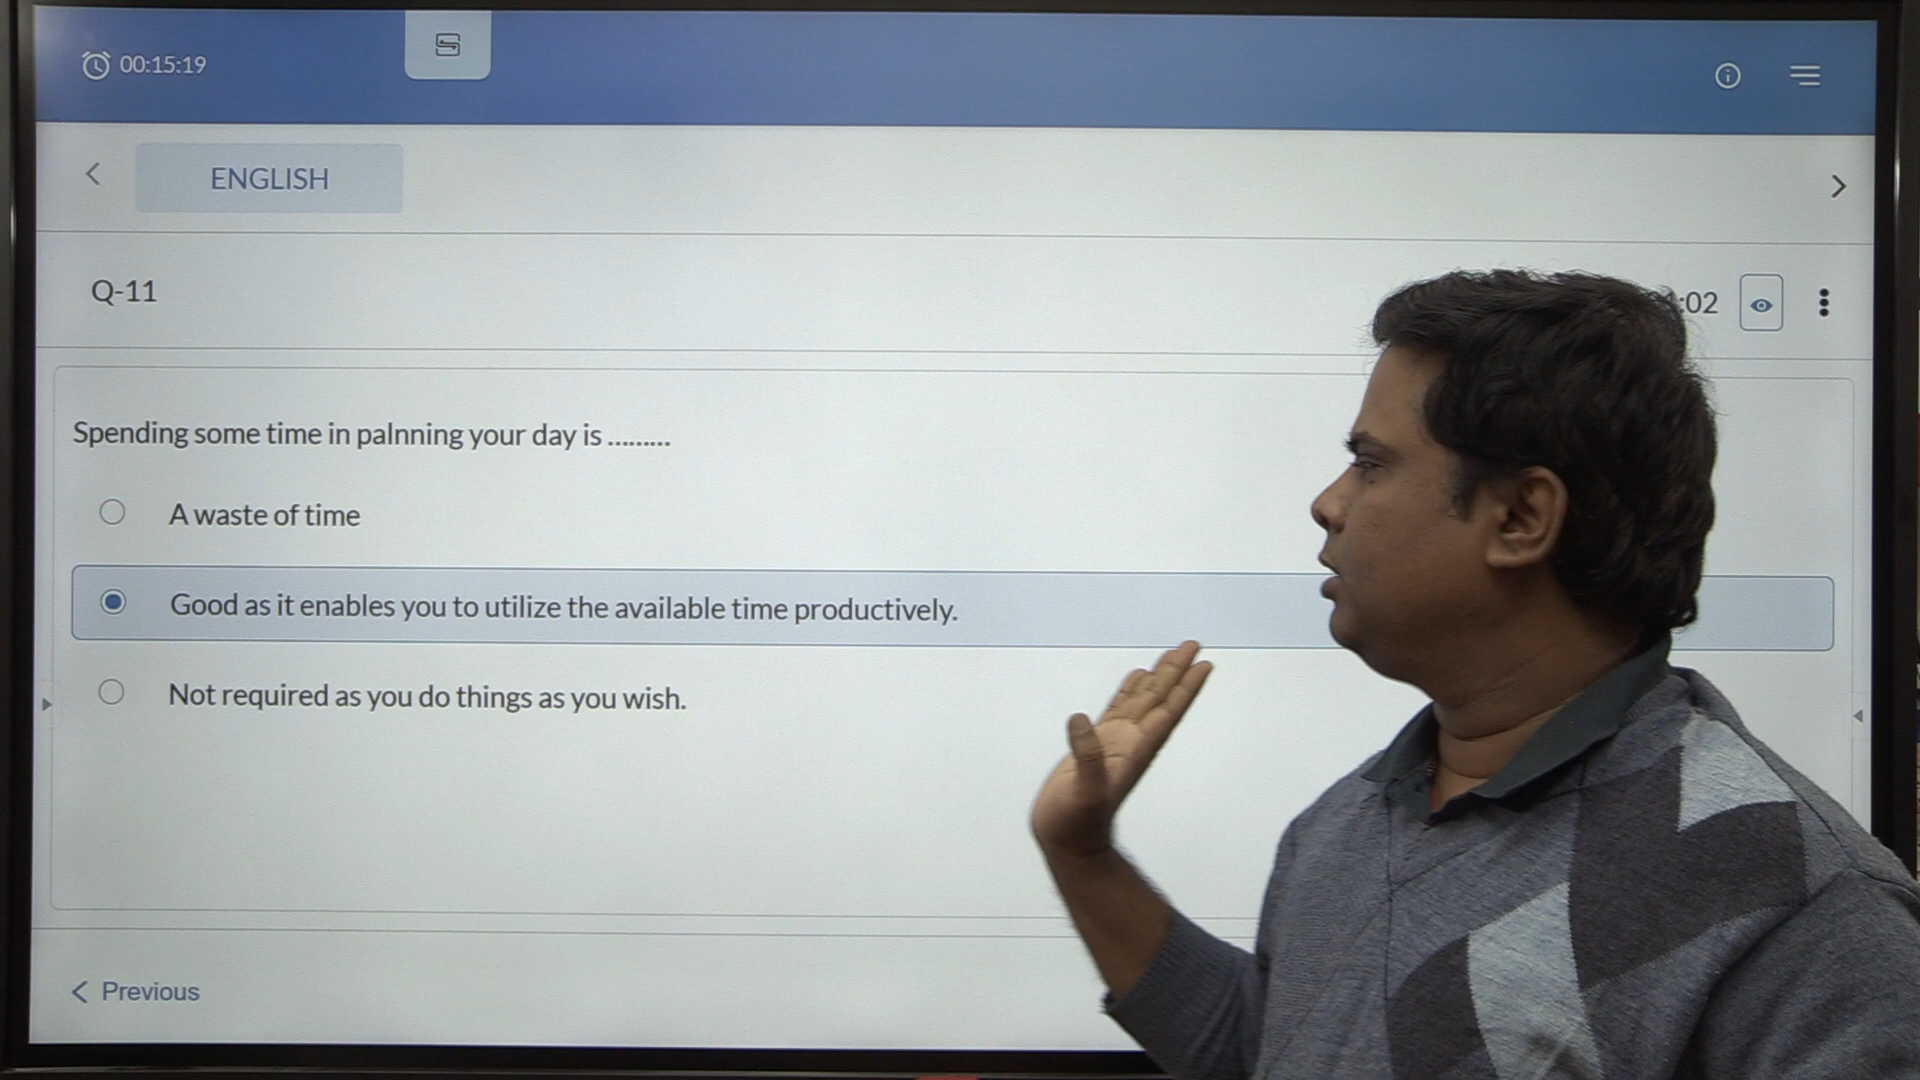 00:15:19
ENGLISH
Q-11
:02
Spending some time in palnning your day is .........
A waste of time
Good as it enables you to utilize the available time productively.
Not required as you do things as you wish.
Previous